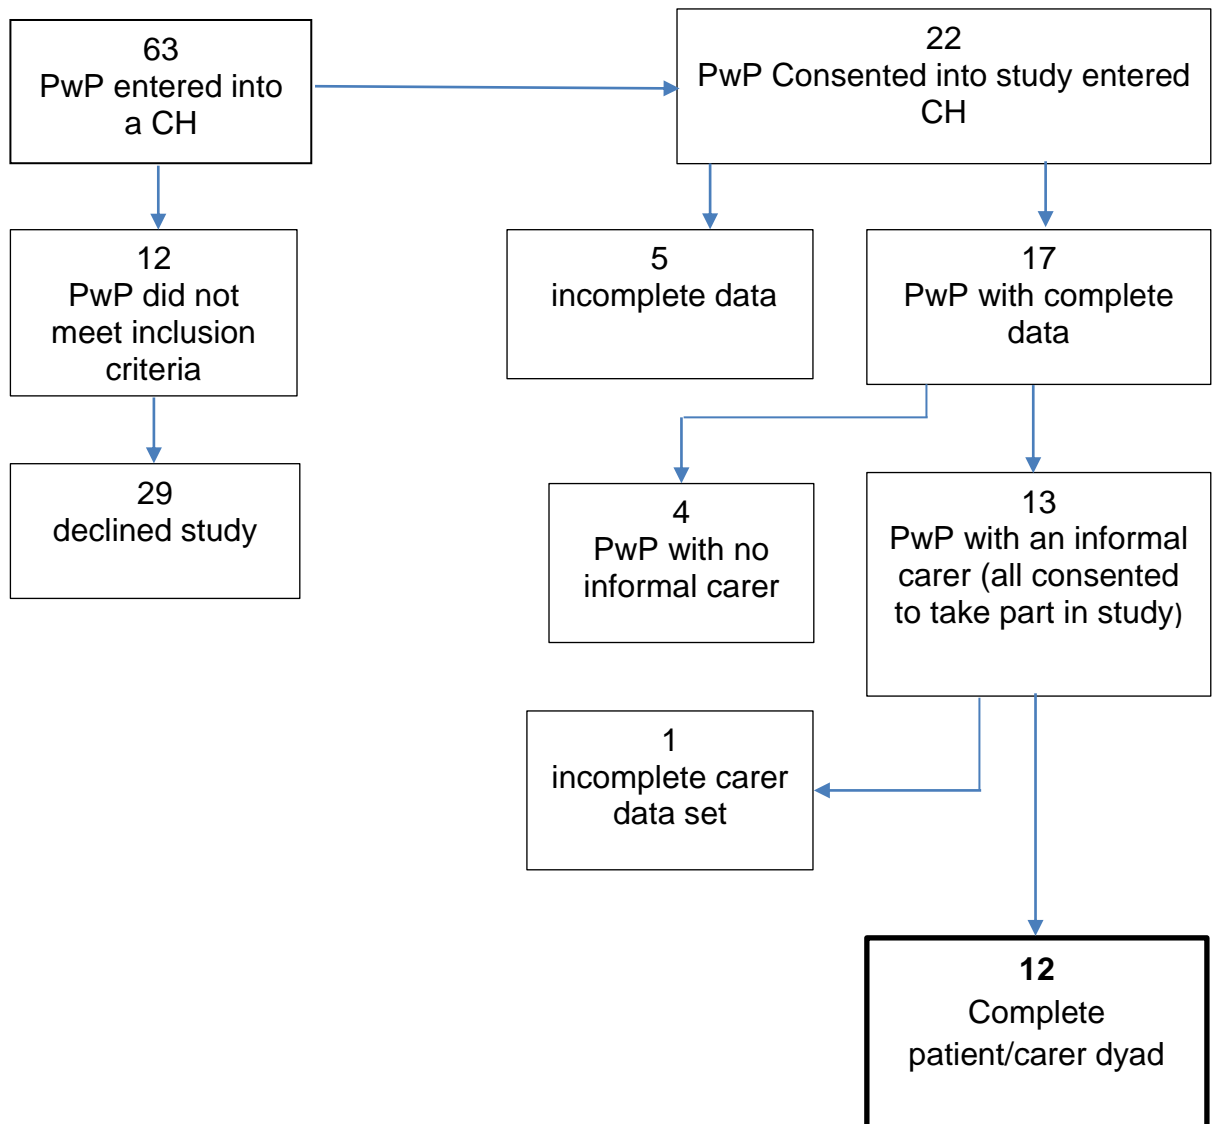 63
PwP entered into
a CH
22
PwP Consented into study entered
CH
12
PwP did not
meet inclusion
criteria
5
incomplete data
17
PwP with complete
data
29
declined study
4
PwP with no
informal carer
13
PwP with an informal
carer (all consented
to take part in study)
1
incomplete carer
data set
12
Complete
patient/carer dyad